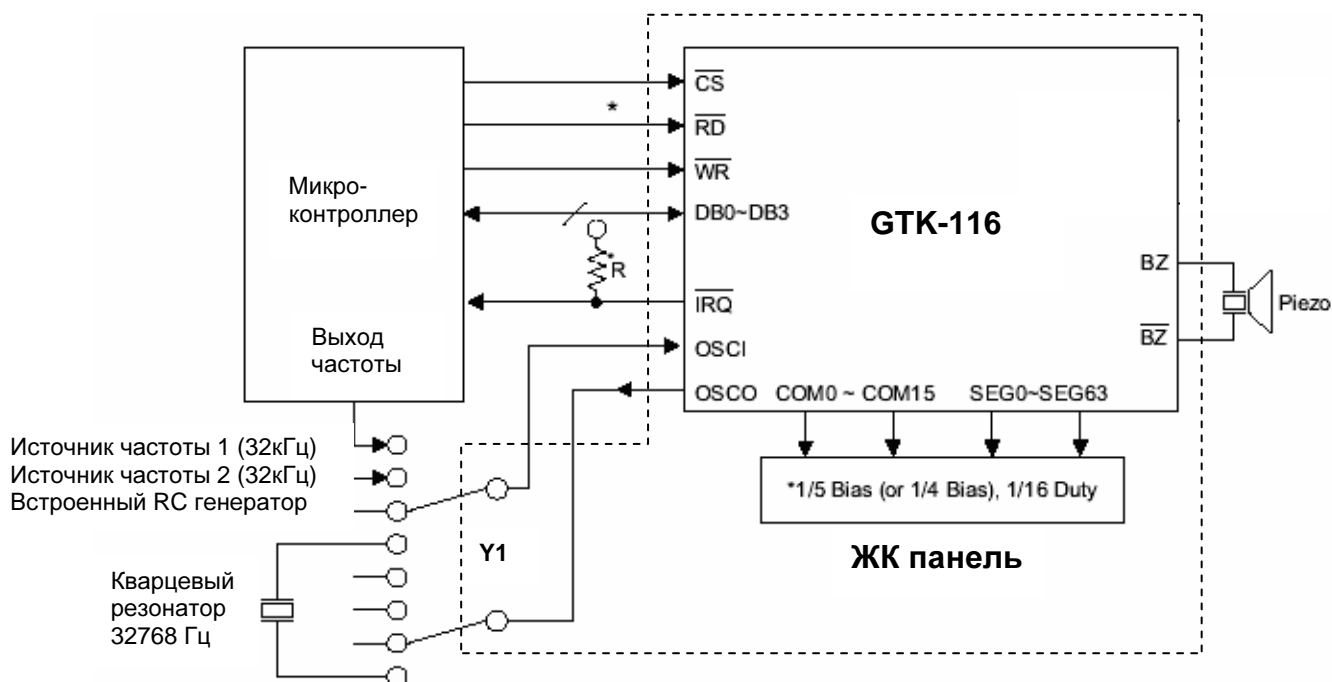 Микро-
контроллер
Выход
частоты
*
CS
RD
WR
DB0~DB3
*
R
IRQ
OSCI
OSCO
COM0 ~ COM15
SEG0~SEG63
GTK-116
BZ
BZ
Piezo
*1/5 Bias (or 1/4 Bias), 1/16 Duty
ЖК панель
Источник частоты 1 (32кГц)
Источник частоты 2 (32кГц)
Встроенный RC генератор
Y1
Кварцевый
резонатор
32768 Гц